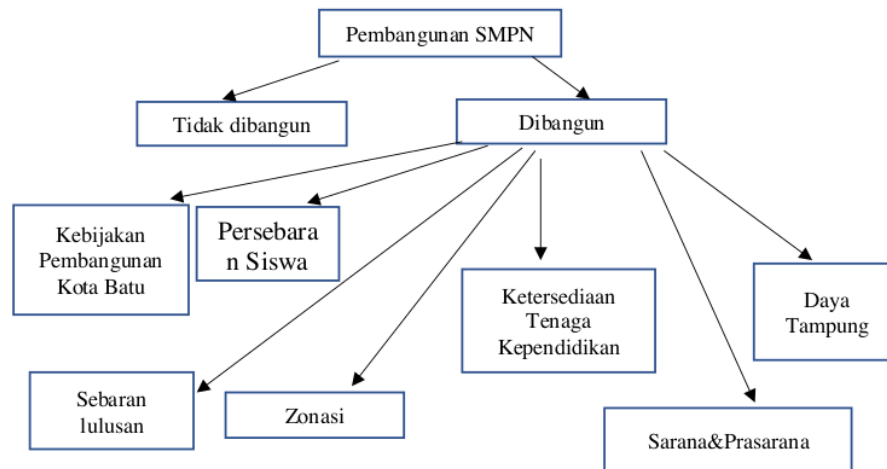 Pembangunan SMPN
Tidak dibangun
Dibangun
Kebijakan
Pembangunan
Kota Batu
Persebara
n Siswa
Ketersediaan
Tenaga
Kependidikan
Daya
Tampung
Sebaran
lulusan
Zonasi
Sarana&Prasarana